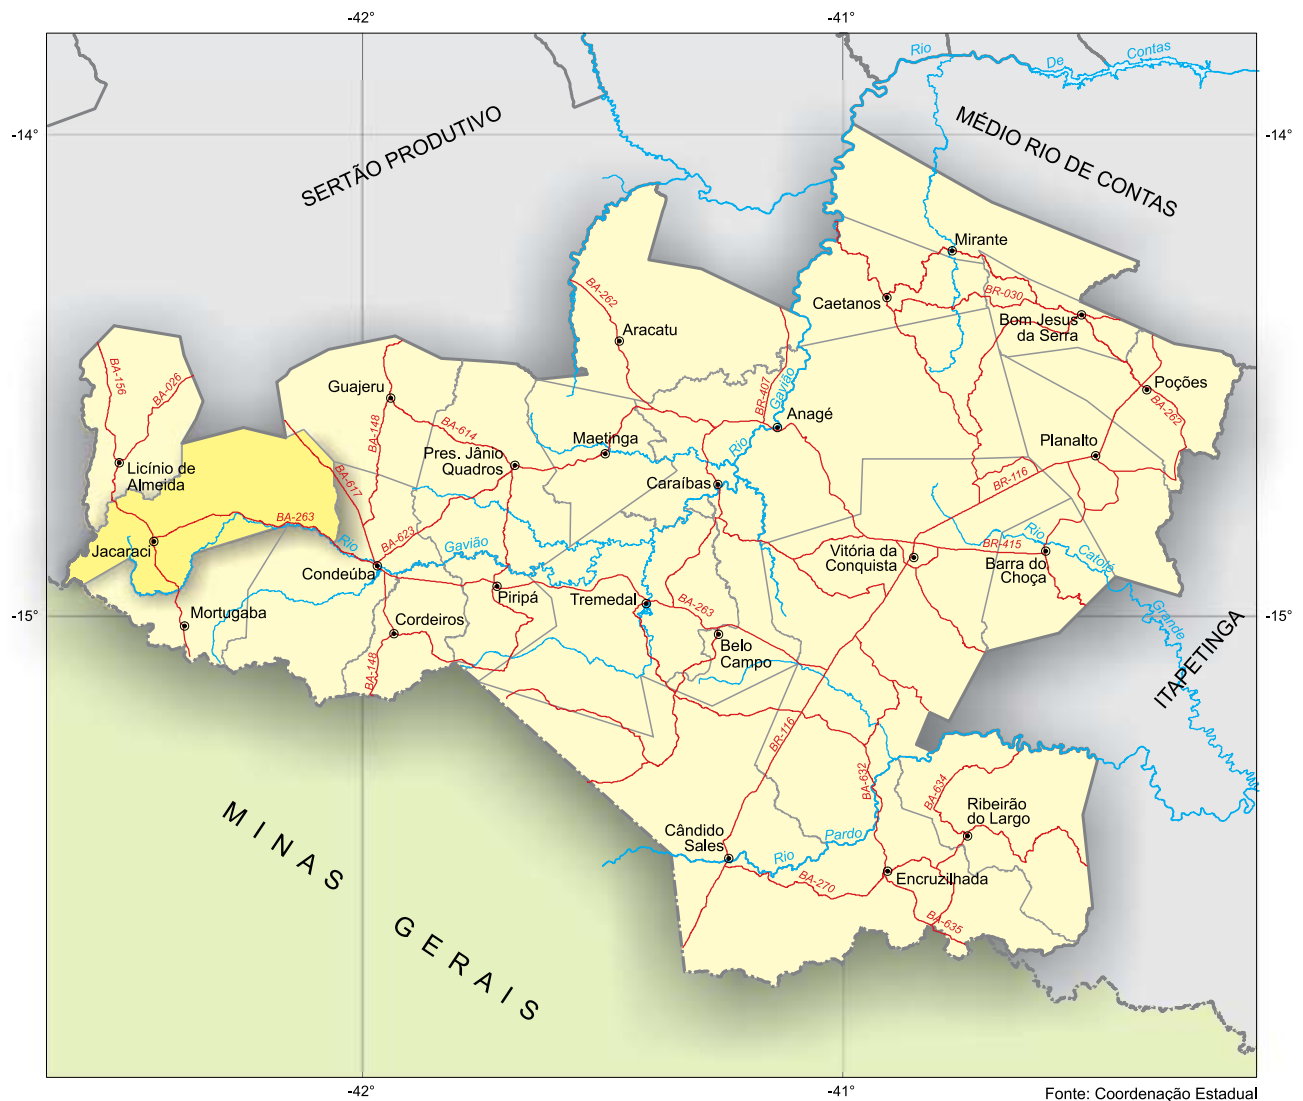 -42°
-41°
Rio
De
Contas
-14°
-14°
SERTÃO PRODUTIVO
MÉDIO RIO DE CONTAS
Mirante
BA-262
Caetanos
BR-030
Aracatu
Bom Jesus
da Serra
BA-156
BA-026
Guajeru
BR-407
Gavião
Poções
BA-262
BA-148
BA-614
Maetinga
Anagé
Rio
Planalto
Licínio de
Almeida
Pres. Jânio
Quadros
Caraíbas
BR-116
BA-617
BA-263
BA-623
Rio
Gavião
Rio
Catolé
Jacaraci
Condeúba
Vitória da
Conquista
BR-415
Barra do
Choça
Piripá
Tremedal
BA-263
Grande
Mortugaba
Cordeiros
-15°
-15°
Belo
Campo
BA-148
ITAPETINGA
BR-116
BA-632
BA-634
MINAS
GERAIS
Ribeirão
do Largo
Cândido
Sales
Pardo
Rio
BA-270
Encruzilhada
BA-635
-42°
-41°
Fonte: Coordenação Estadual